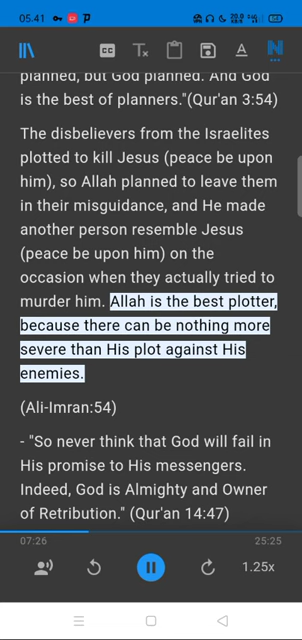 05.41
CC
planned, but God planned. And God
is the best of planners."(Qur'an 3:54)
The disbelievers from the Israelites
plotted to kill Jesus (peace be upon
him), so Allah planned to leave them
in their misguidance, and He made
another person resemble Jesus
(peace be upon him) on the
occasion when they actually tried to
murder him. Allah is the best plotter,
because there can be nothing more
severe than His plot against His
enemies.
(Ali-Imran:54)
- "So never think that God will fail in
His promise to His messengers.
Indeed, God is Almighty and Owner
of Retribution." (Qur'an 14:47)
07:26
25:25
1.25x